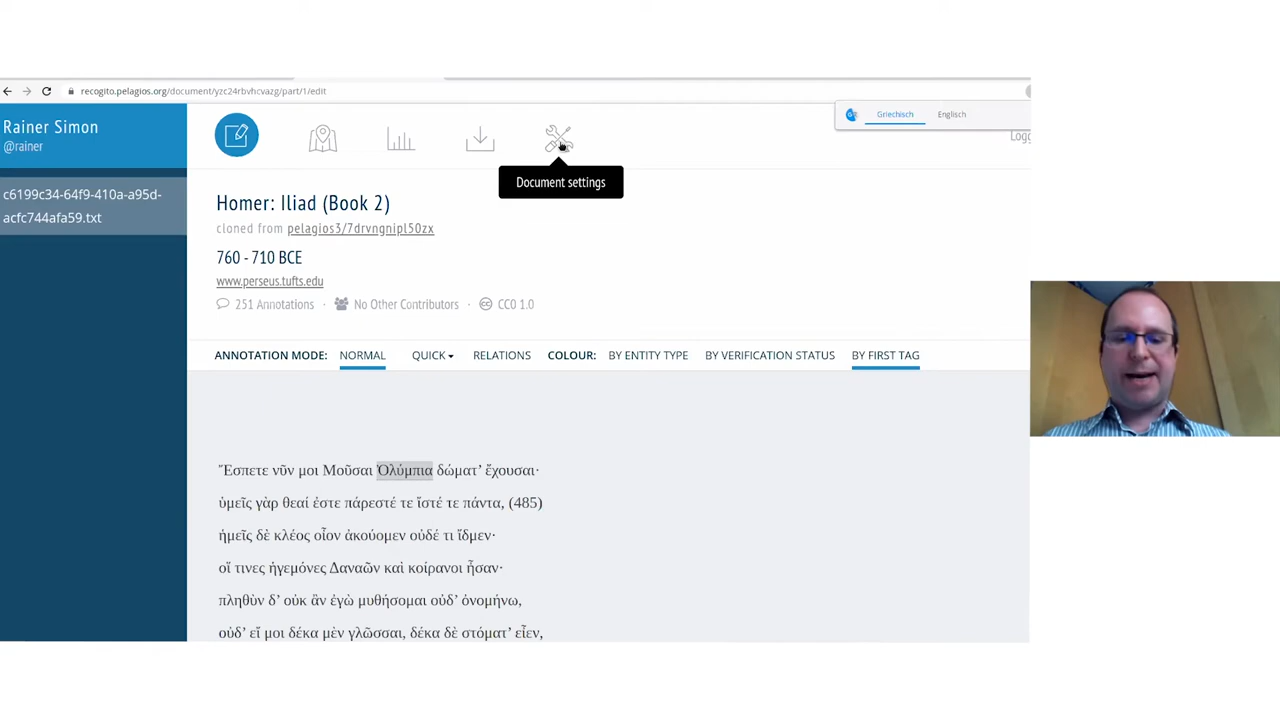 recogito.pelagios.org/document/yzc24rbvhcvazg/part/1/edit
Rainer Simon
@rainer
Griechisch Englisch
Document settings
c6199c34-64f9-410a-a95d-
acfc744afa59.txt
Homer: Iliad (Book 2)
cloned from pelagios3/7drvngnipl50zx
760 - 710 BCE
www.perseus.tufts.edu
251 Annotations · No Other Contributors · CC0 1.0
ANNOTATION MODE: NORMAL QUICK RELATIONS COLOUR: BY ENTITY TYPE BY VERIFICATION STATUS BY FIRST TAG
Ἔσπετε νῦν μοι Μοῦσαι Ὀλύμπια δώματ’ ἔχουσαι·
ὑμεῖς γὰρ θεαί ἐστε πάρεστέ τε ἴστέ τε πάντα, (485)
ἡμεῖς δὲ κλέος οἶον ἀκούομεν οὐδέ τι ἴδμεν·
οἵ τινες ἡγεμόνες Δαναῶν καὶ κοίρανοι ἦσαν·
πληθὺν δ’ οὐκ ἂν ἐγὼ μυθήσομαι οὐδ’ ὀνομήνω,
οὐδ’ εἴ μοι δέκα μὲν γλῶσσαι, δέκα δὲ στόματ’ εἶεν,